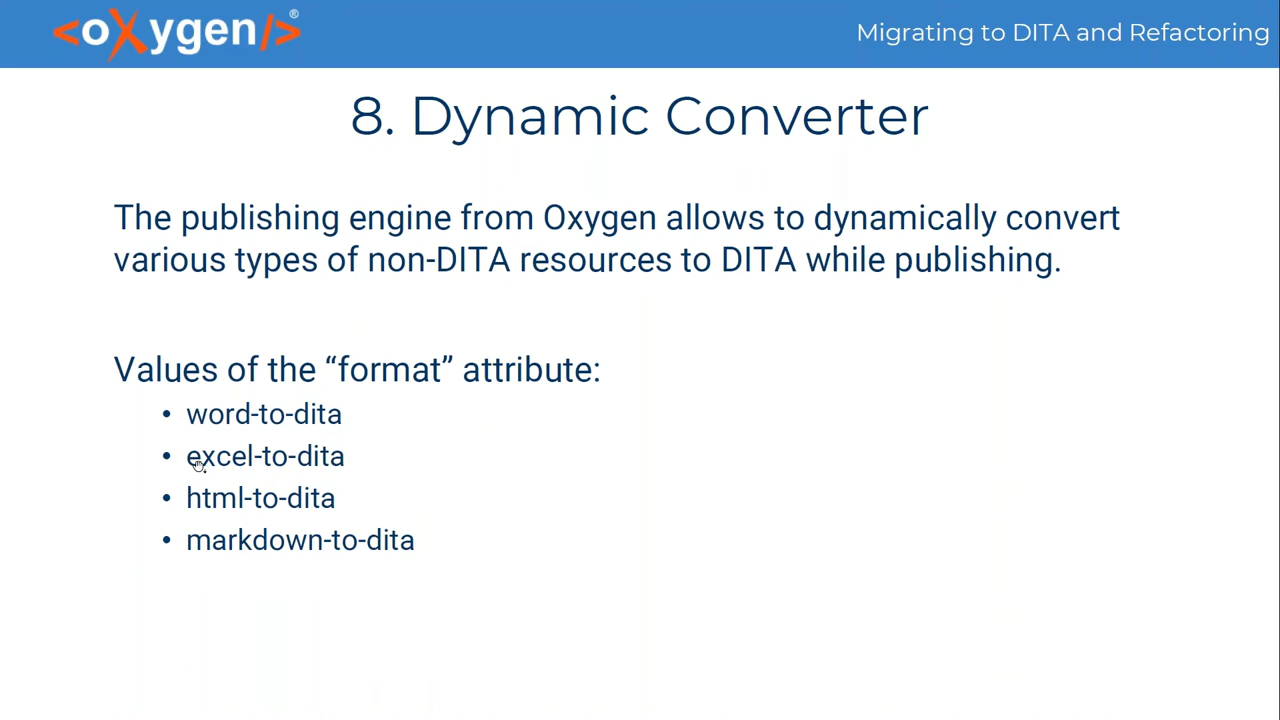 <oXygen/>®
Migrating to DITA and Refactoring
8. Dynamic Converter
The publishing engine from Oxygen allows to dynamically convert
various types of non-DITA resources to DITA while publishing.
Values of the “format” attribute:
• word-to-dita
• excel-to-dita
• html-to-dita
• markdown-to-dita